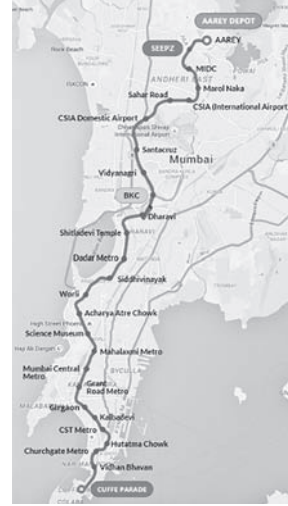 AAREY DEPOT
AAREY
SEEPZ
MIDC
ANDHERI EAST
Marol Naka
Sahar Road
CSIA (International Airport)
CSIA Domestic Airport
Santacruz
Mumbai
Vidyanagri
BKC
Dharavi
Shitladevi Temple
Dadar Metro
Siddhivinayak
Worli
Acharya Atre Chowk
Science Museum
Mahalaxmi Metro
BYCULLA
Mumbai Central
Metro
Grant
Road Metro
Girgaon
Kalbadevi
CST Metro
Hutatma Chowk
Churchgate Metro
Vidhan Bhavan
CUFFE PARADE